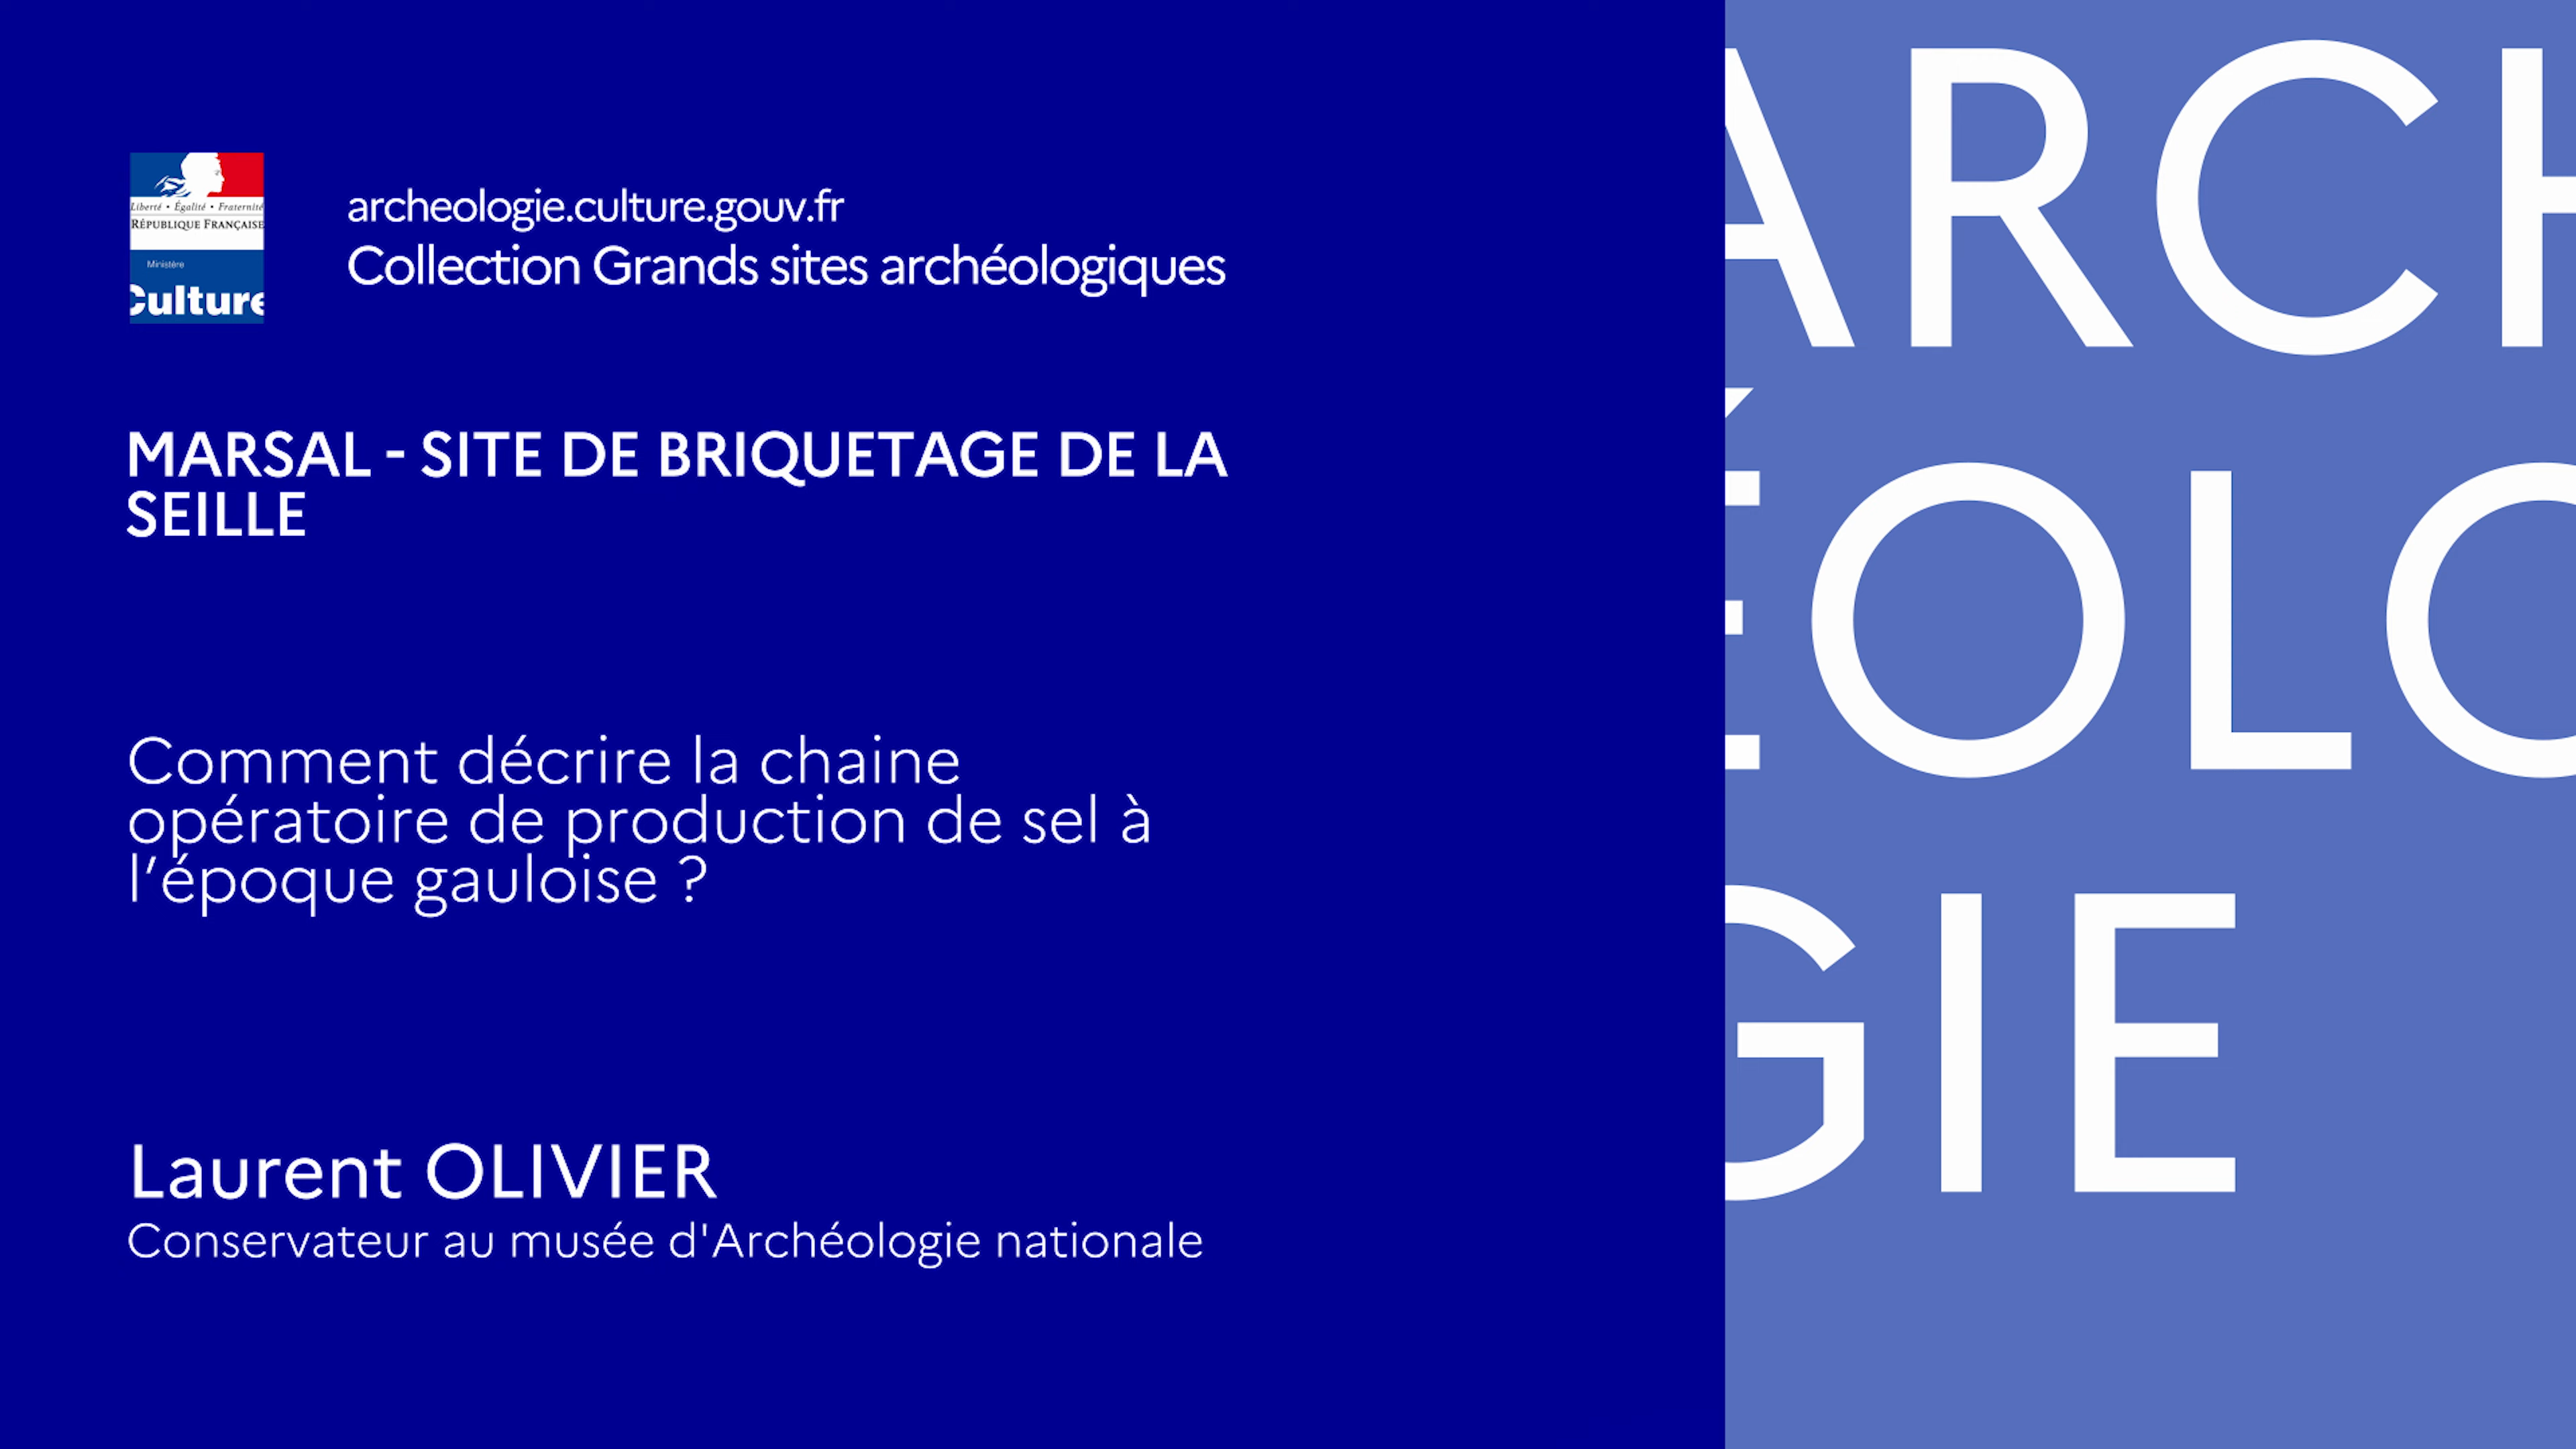 Liberté • Égalité • Fraternité
RÉPUBLIQUE FRANÇAISE
Ministère
Culture
archeologie.culture.gouv.fr
Collection Grands sites archéologiques
MARSAL - SITE DE BRIQUETAGE DE LA
SEILLE
Comment décrire la chaine
opératoire de production de sel à
l’époque gauloise ?
Laurent OLIVIER
Conservateur au musée d'Archéologie nationale
ARCH
ÉOLO
GIE